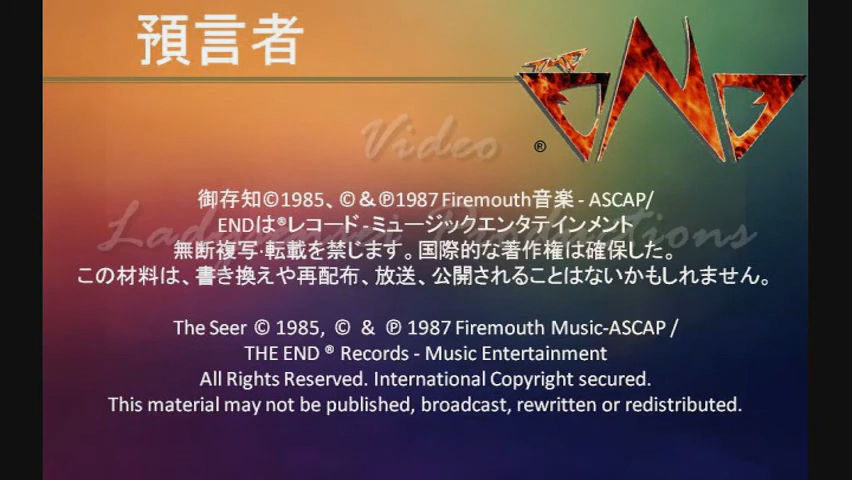 預言者
THE END
®
Video
御存知©1985、©&℗1987 Firemouth音楽 - ASCAP/
ENDは®レコード-ミュージックエンタテインメント
無断複写·転載を禁じます。国際的な著作権は確保した。
この材料は、書き換えや再配布、放送、公開されることはないかもしれません。
The Seer © 1985, © & ℗ 1987 Firemouth Music-ASCAP /
THE END ® Records - Music Entertainment
All Rights Reserved. International Copyright secured.
This material may not be published, broadcast, rewritten or redistributed.